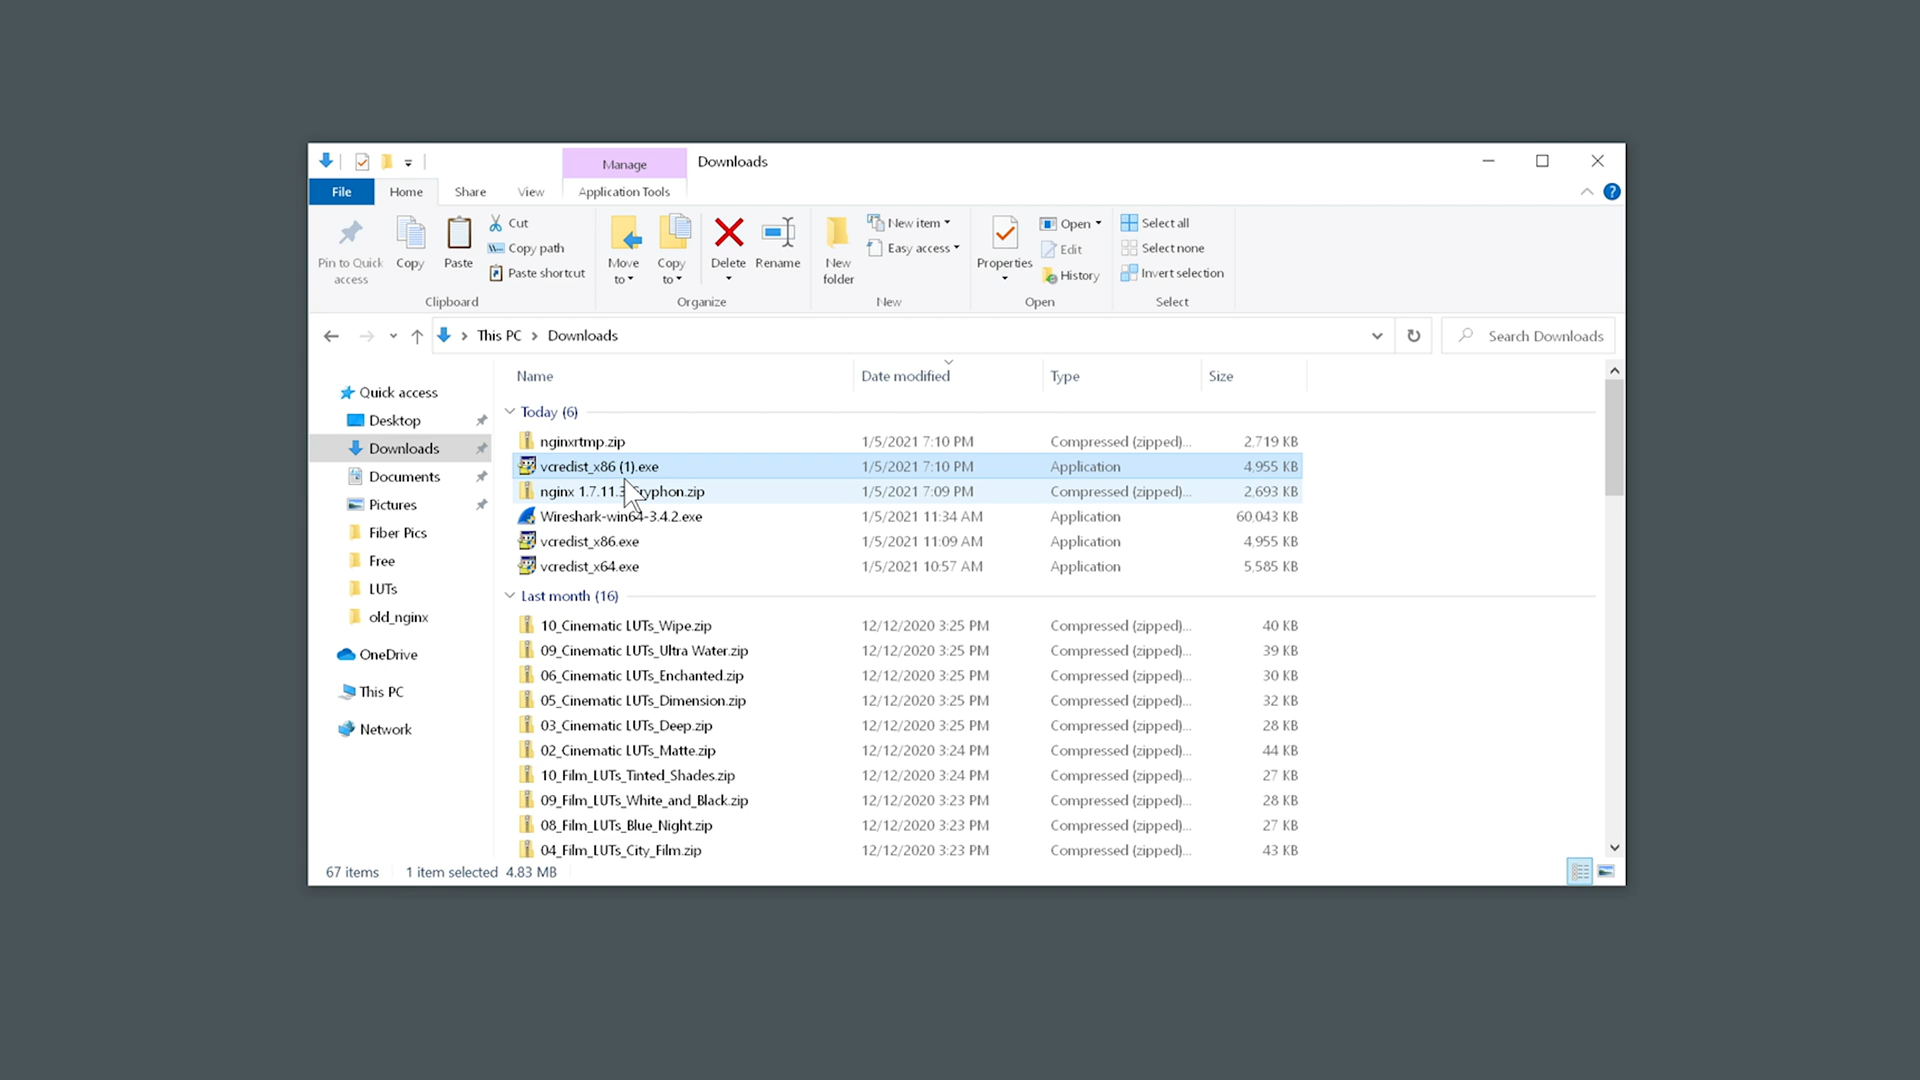 Manage
Downloads
File
Home
Share
View
Application Tools
Pin to Quick access
Copy
Paste
Cut
Copy path
Paste shortcut
Clipboard
Move to
Copy to
Delete
Rename
Organize
New folder
New item
Easy access
New
Properties
Open
Edit
History
Open
Select all
Select none
Invert selection
Select
This PC > Downloads
Search Downloads
Quick access
Desktop
Downloads
Documents
Pictures
Fiber Pics
Free
LUTs
old_nginx
OneDrive
This PC
Network
Name Date modified Type Size
Today (6)
nginxrtmp.zip 1/5/2021 7:10 PM Compressed (zipped)... 2,719 KB
vcredist_x86 (1).exe 1/5/2021 7:10 PM Application 4,955 KB
nginx 1.7.11.3 Gryphon.zip 1/5/2021 7:09 PM Compressed (zipped)... 2,693 KB
Wireshark-win64-3.4.2.exe 1/5/2021 11:34 AM Application 60,043 KB
vcredist_x86.exe 1/5/2021 11:09 AM Application 4,955 KB
vcredist_x64.exe 1/5/2021 10:57 AM Application 5,585 KB
Last month (16)
10_Cinematic LUTs_Wipe.zip 12/12/2020 3:25 PM Compressed (zipped)... 40 KB
09_Cinematic LUTs_Ultra Water.zip 12/12/2020 3:25 PM Compressed (zipped)... 39 KB
06_Cinematic LUTs_Enchanted.zip 12/12/2020 3:25 PM Compressed (zipped)... 30 KB
05_Cinematic LUTs_Dimension.zip 12/12/2020 3:25 PM Compressed (zipped)... 32 KB
03_Cinematic LUTs_Deep.zip 12/12/2020 3:25 PM Compressed (zipped)... 28 KB
02_Cinematic LUTs_Matte.zip 12/12/2020 3:24 PM Compressed (zipped)... 44 KB
10_Film_LUTs_Tinted_Shades.zip 12/12/2020 3:24 PM Compressed (zipped)... 27 KB
09_Film_LUTs_White_and_Black.zip 12/12/2020 3:23 PM Compressed (zipped)... 28 KB
08_Film_LUTs_Blue_Night.zip 12/12/2020 3:23 PM Compressed (zipped)... 27 KB
04_Film_LUTs_City_Film.zip 12/12/2020 3:23 PM Compressed (zipped)... 43 KB
67 items 1 item selected 4.83 MB